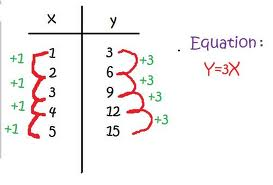 x y
+1 1 3 +3
+1 2 6 +3
+1 3 9 +3
+1 4 12 +3
5 15
Equation:
Y=3X